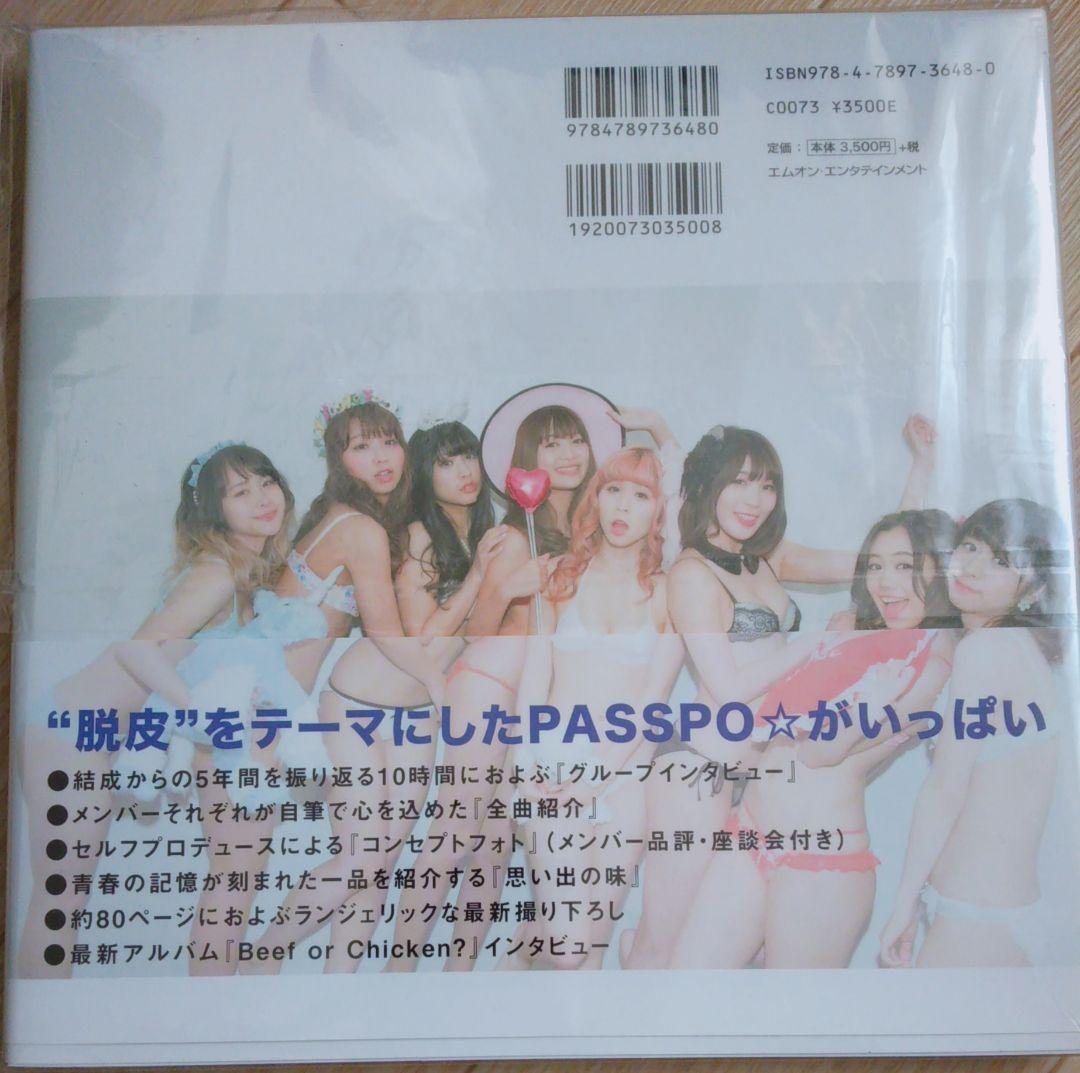 ISBN978-4-7897-3648-0
C0073 ¥3500E
定価：本体 3,500円+税
エムオン・エンタテインメント
9784789736480
1920073035008
“脱皮”をテーマにしたPASSPO☆がいっぱい
●結成からの5年間を振り返る10時間におよぶ『グループインタビュー』
●メンバーそれぞれが自筆で心を込めた『全曲紹介』
●セルフプロデュースによる『コンセプトフォト』（メンバー品評・座談会付き）
●青春の記憶が刻まれた一品を紹介する『思い出の味』
●約80ページにおよぶランジェリックな最新撮り下ろし
●最新アルバム『Beef or Chicken?』インタビュー